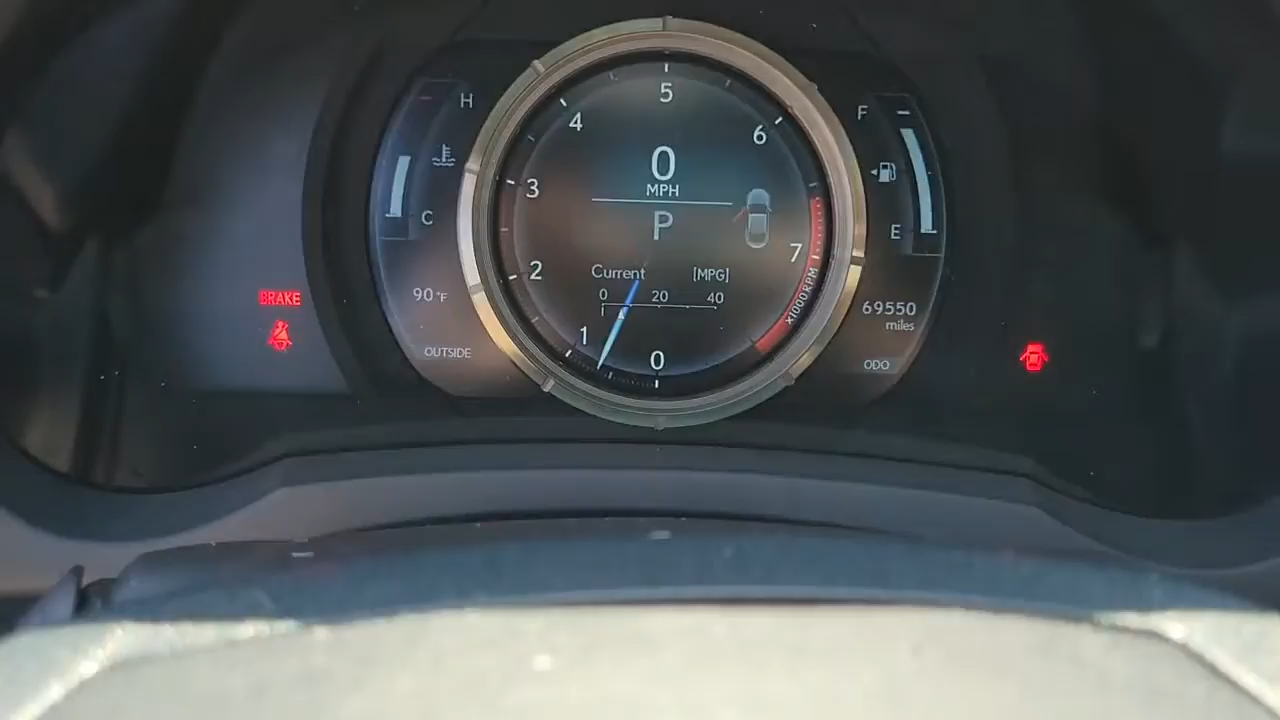 H
C
90 °F
OUTSIDE
BRAKE
5
4
6
3
7
2
1
0
x1000RPM
0
MPH
P
Current [MPG]
0 20 40
F
E
69550
miles
ODO